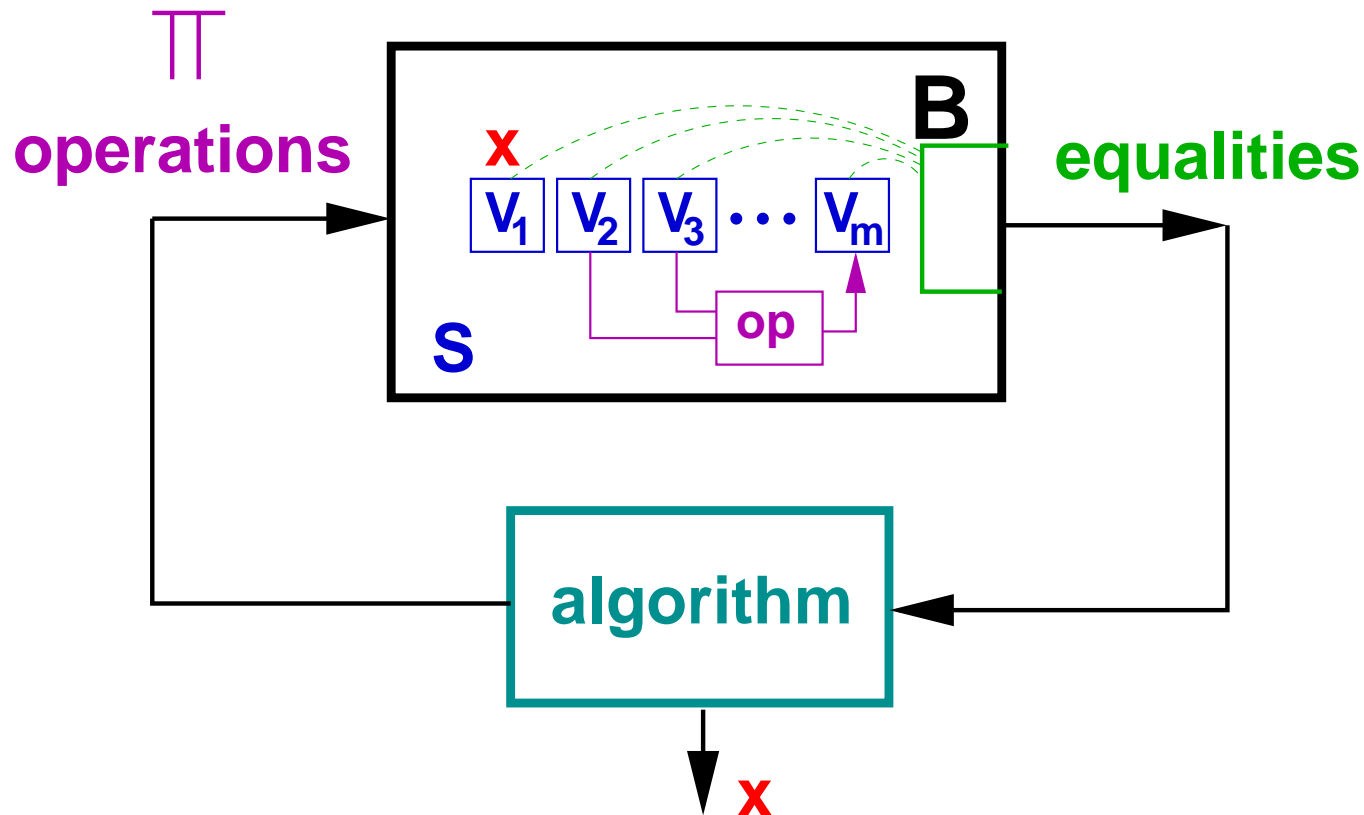 Π
operations
B
equalities
x
V1 V2 V3 ••• Vm
op
S
algorithm
x